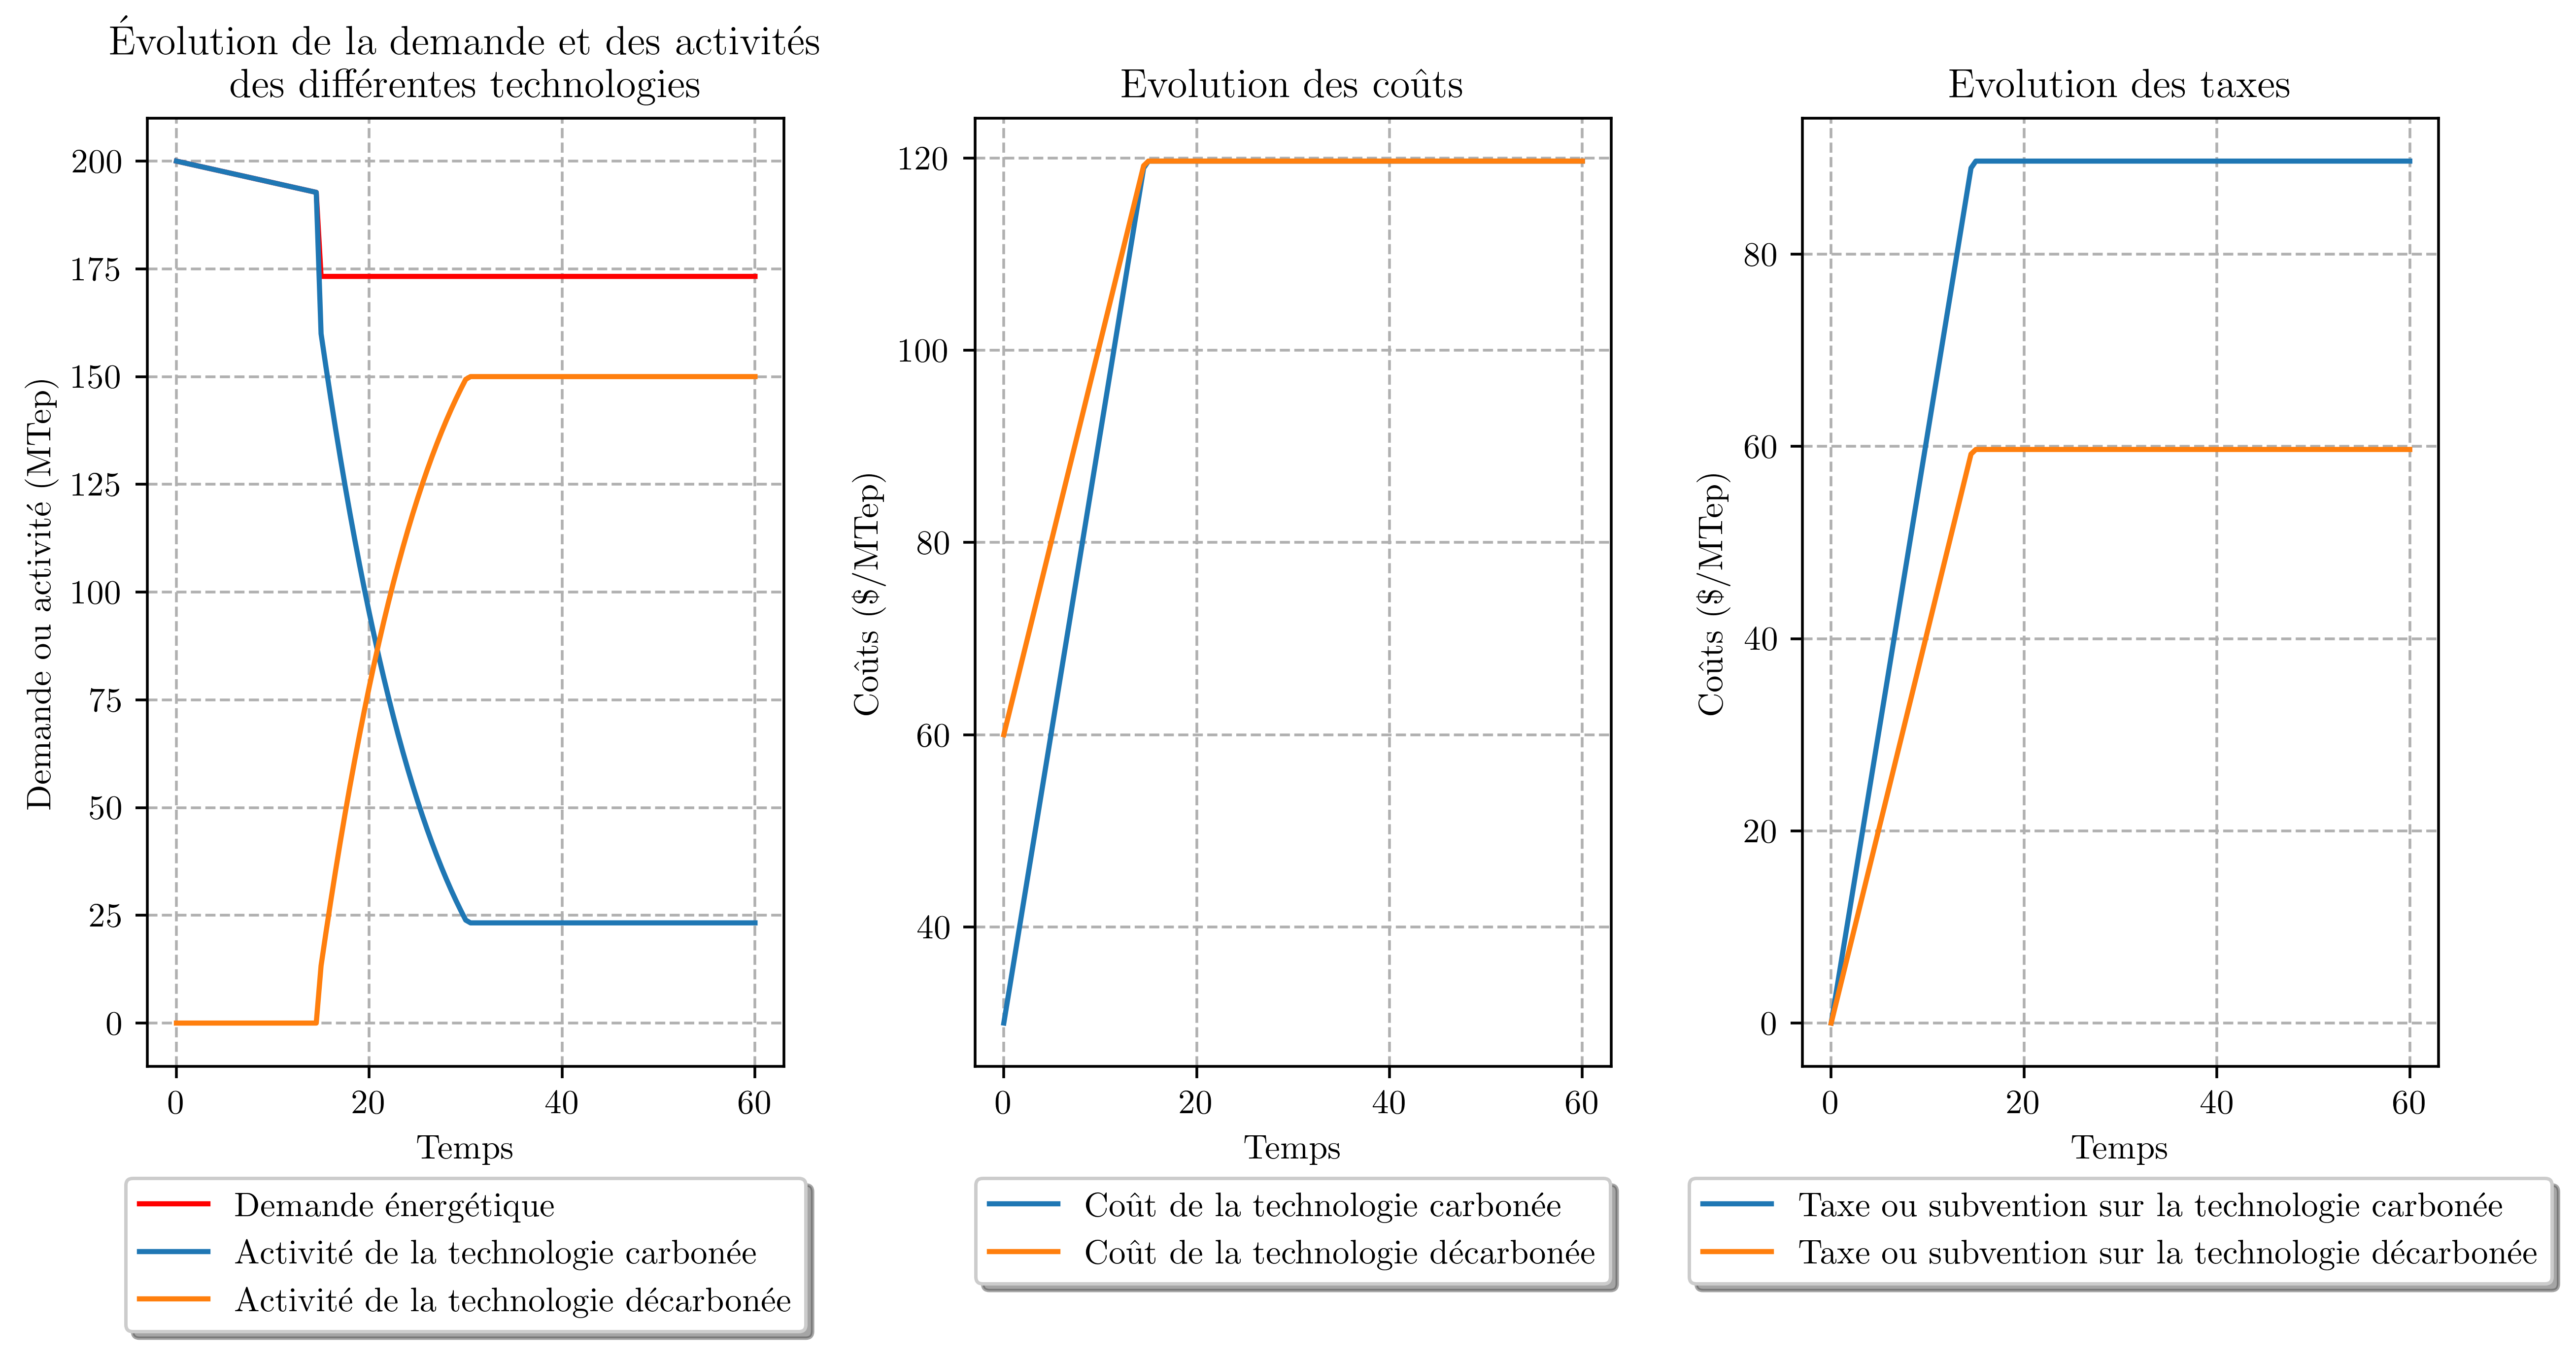 Évolution de la demande et des activités
des différentes technologies
Demande ou activité (MTep)
200
175
150
125
100
75
50
25
0
0 20 40 60
Temps
Demande énergétique
Activité de la technologie carbonée
Activité de la technologie décarbonée
Evolution des coûts
Coûts ($/MTep)
120
100
80
60
40
0 20 40 60
Temps
Coût de la technologie carbonée
Coût de la technologie décarbonée
Evolution des taxes
Coûts ($/MTep)
80
60
40
20
0
0 20 40 60
Temps
Taxe ou subvention sur la technologie carbonée
Taxe ou subvention sur la technologie décarbonée